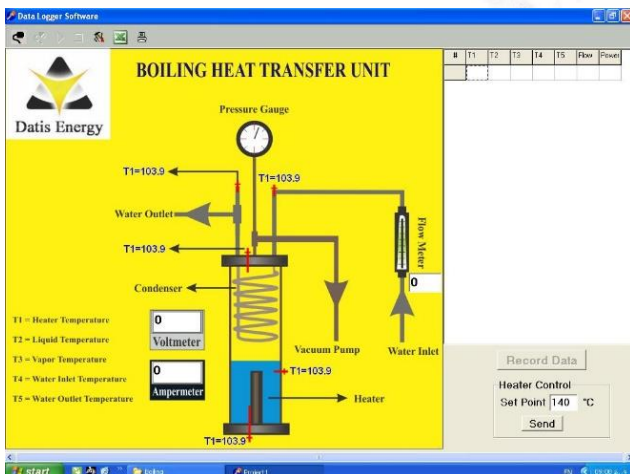 Data Logger Software
# T1 T2 T3 T4 T5 Flow Power
BOILING HEAT TRANSFER UNIT
Datis Energy
Pressure Gauge
T1=103.9
T1=103.9
Water Outlet
Flow Meter
T1=103.9
0
Condenser
T1 = Heater Temperature
T2 = Liquid Temperature
T3 = Vapor Temperature
T4 = Water Inlet Temperature
T5 = Water Outlet Temperature
0
Voltmeter
0
Ampermeter
Vacuum Pump
Water Inlet
T1=103.9
Heater
T1=103.9
Record Data
Heater Control
Set Point 140 °C
Send
start
Boiling
Project1
EN